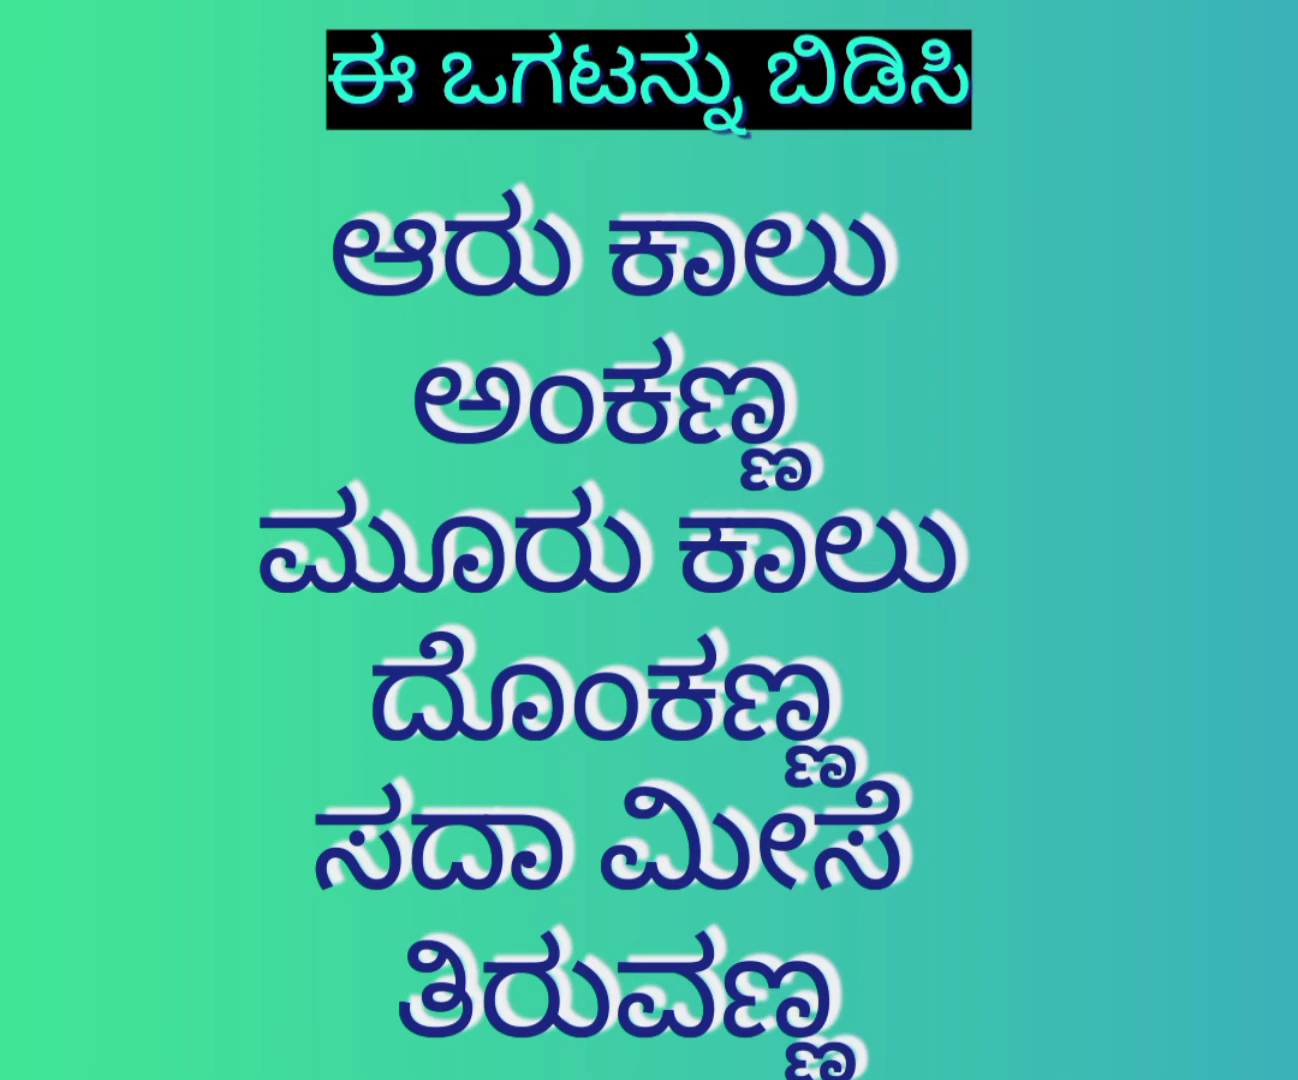 ಈ ಒಗಟನ್ನು ಬಿಡಿಸಿ
ಆರು ಕಾಲು
ಅಂಕಣ್ಣ
ಮೂರು ಕಾಲು
ದೊಂಕಣ್ಣ
ಸದಾ ಮೀಸೆ
ತಿರುವಣ್ಣ